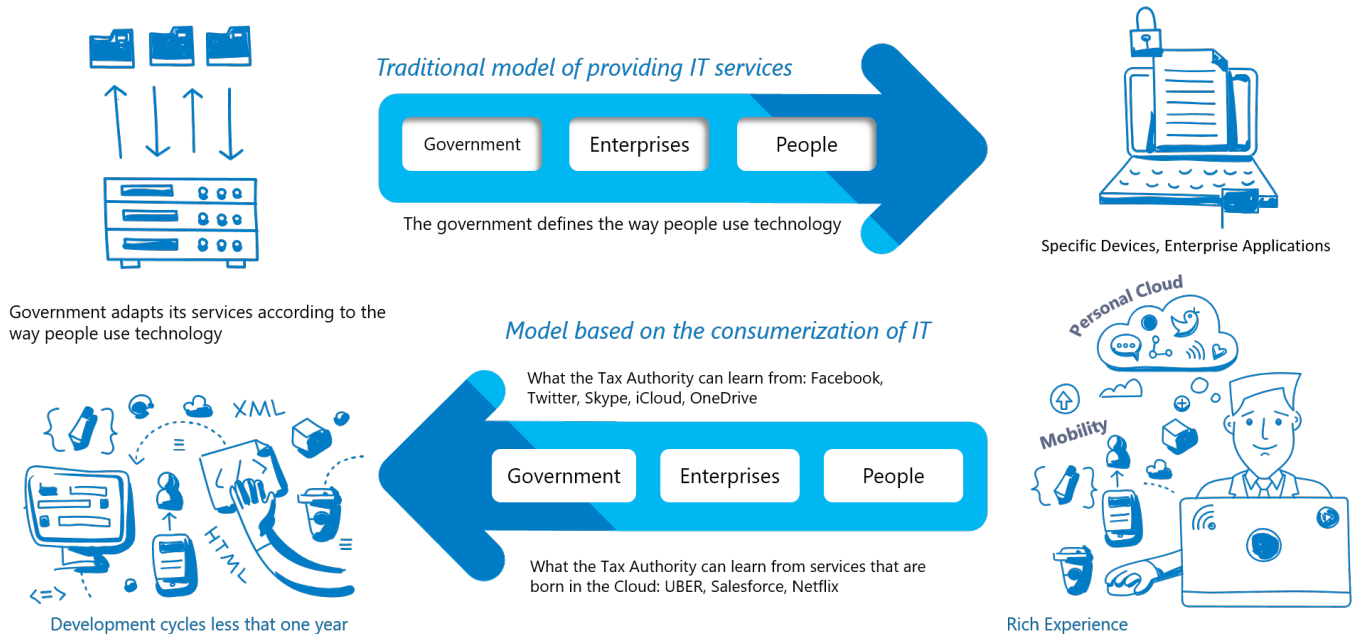 Traditional model of providing IT services
Government
Enterprises
People
The government defines the way people use technology
Specific Devices, Enterprise Applications
Government adapts its services according to the
way people use technology
Model based on the consumerization of IT
What the Tax Authority can learn from: Facebook,
Twitter, Skype, iCloud, OneDrive
Government
Enterprises
People
What the Tax Authority can learn from services that are
born in the Cloud: UBER, Salesforce, Netflix
XML
</>
HTML
<=>
Development cycles less that one year
Personal Cloud
Mobility
Rich Experience